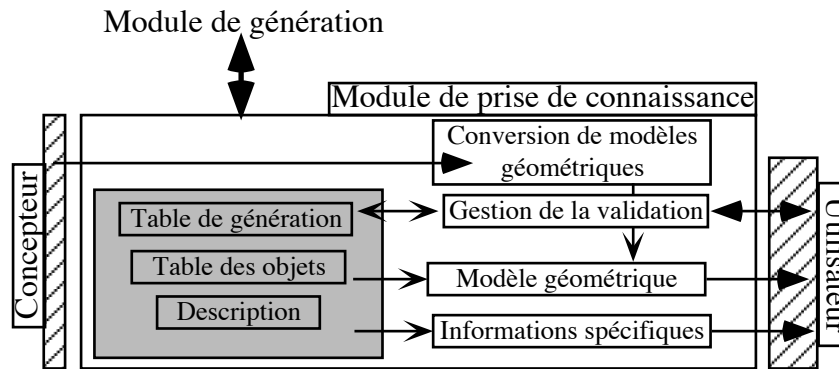 Module de génération
Module de prise de connaissance
Conversion de modèles
géométriques
Concepteur
Table de génération
Gestion de la validation
Utilisateur
Table des objets
Modèle géométrique
Description
Informations spécifiques